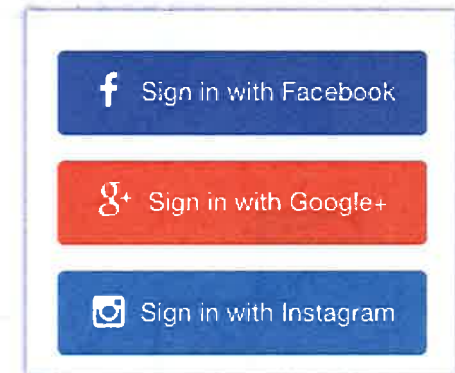 f Sign in with Facebook
g+ Sign in with Google+
Sign in with Instagram